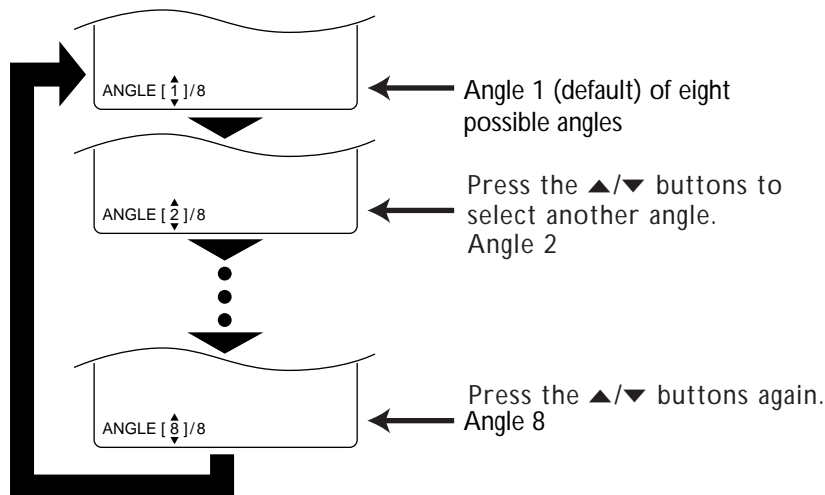 ANGLE [ 1 ]/8
Angle 1 (default) of eight
possible angles
ANGLE [ 2 ]/8
Press the ▲/▼ buttons to
select another angle.
Angle 2
ANGLE [ 8 ]/8
Press the ▲/▼ buttons again.
Angle 8